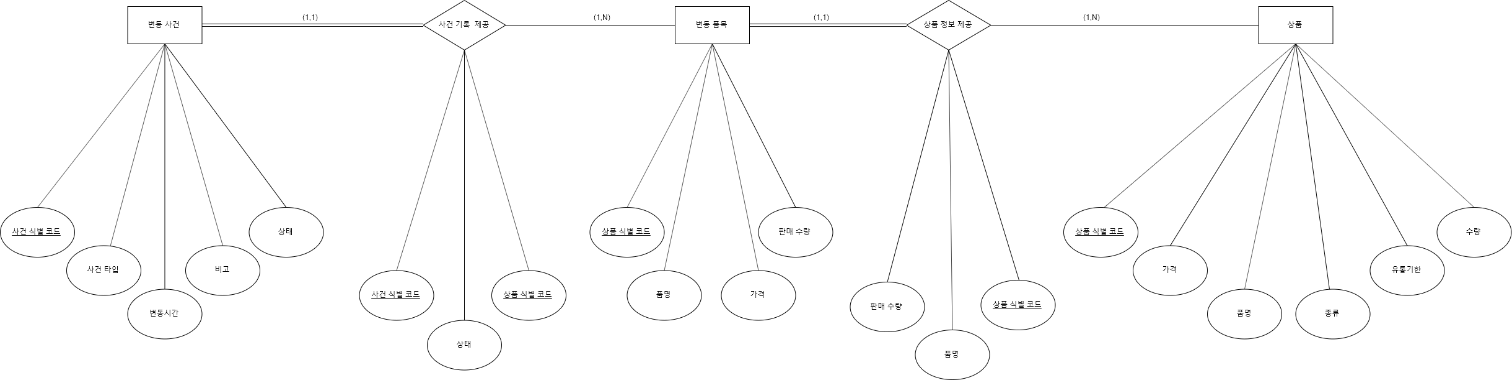 변동 사건
(1,1)
사건 기록 제공
(1,N)
변동 품목
(1,1)
상품 정보 제공
(1,N)
상품
사건 식별 코드
사건 타입
변동시간
비고
상태
사건 식별 코드
상태
상품 식별 코드
상품 식별 코드
품명
가격
판매 수량
판매 수량
품명
상품 식별 코드
상품 식별 코드
가격
품명
종류
유통기한
수량